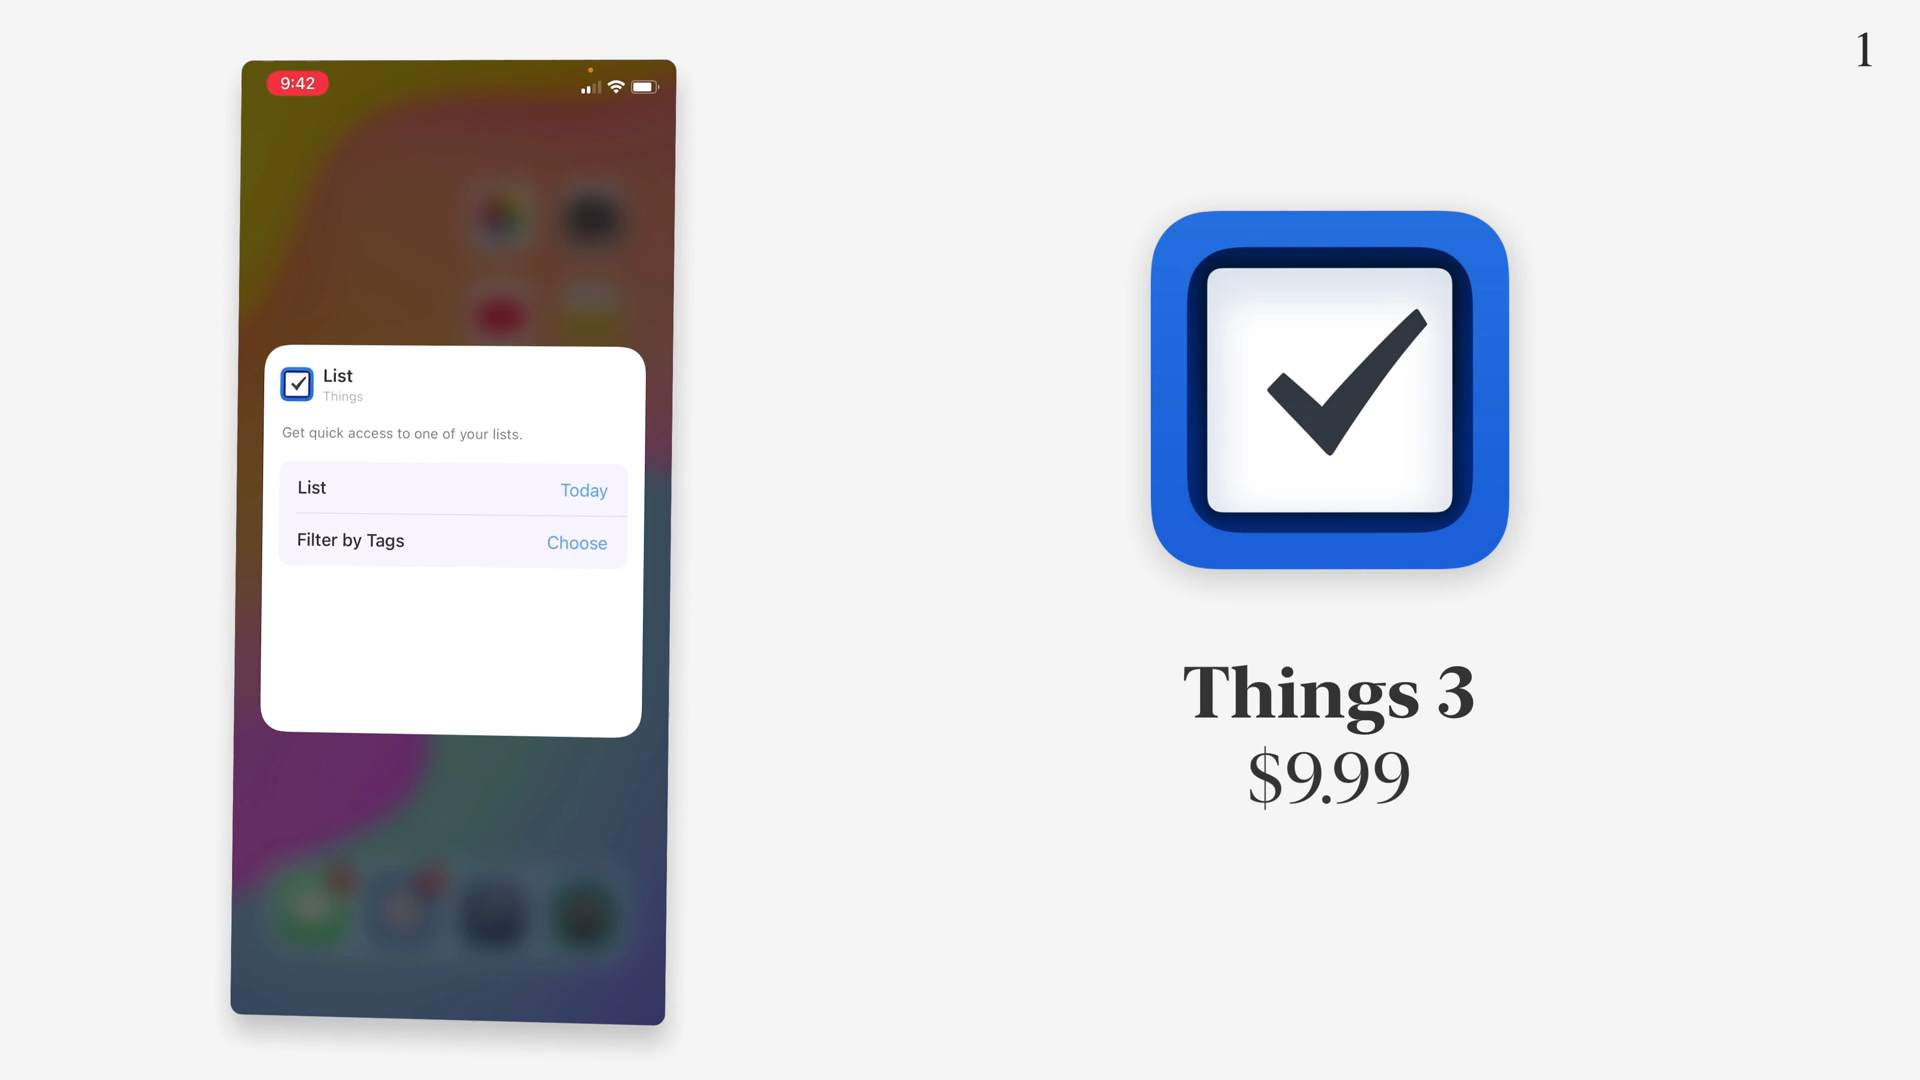 1
9:42
List
Things
Get quick access to one of your lists.
List Today
Filter by Tags Choose
Things 3
$9.99